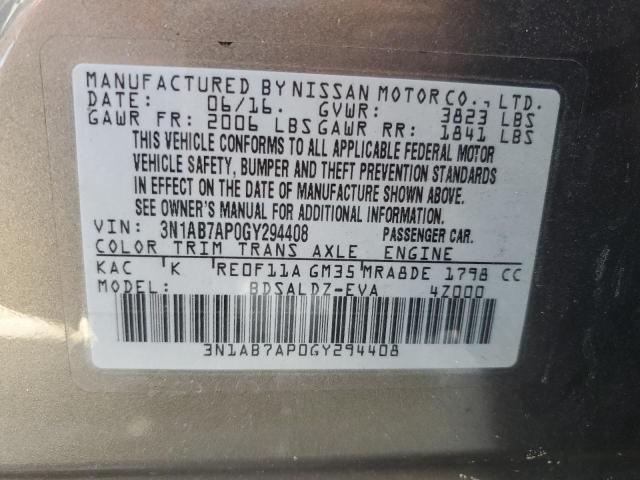 MANUFACTURED BY NISSAN MOTOR CO., LTD.
DATE: 06/16. GVWR: 3823 LBS
GAWR FR: 2006 LBS GAWR RR: 1841 LBS
THIS VEHICLE CONFORMS TO ALL APPLICABLE FEDERAL MOTOR
VEHICLE SAFETY, BUMPER AND THEFT PREVENTION STANDARDS
IN EFFECT ON THE DATE OF MANUFACTURE SHOWN ABOVE.
SEE OWNER'S MANUAL FOR ADDITIONAL INFORMATION.
VIN: 3N1AB7AP0GY294408 PASSENGER CAR.
COLOR TRIM TRANS AXLE ENGINE
KAC K RE0F11A GM35 MRA8DE 1798 CC
MODEL BDSALDZ-EVA 4Z000
3N1AB7AP0GY294408